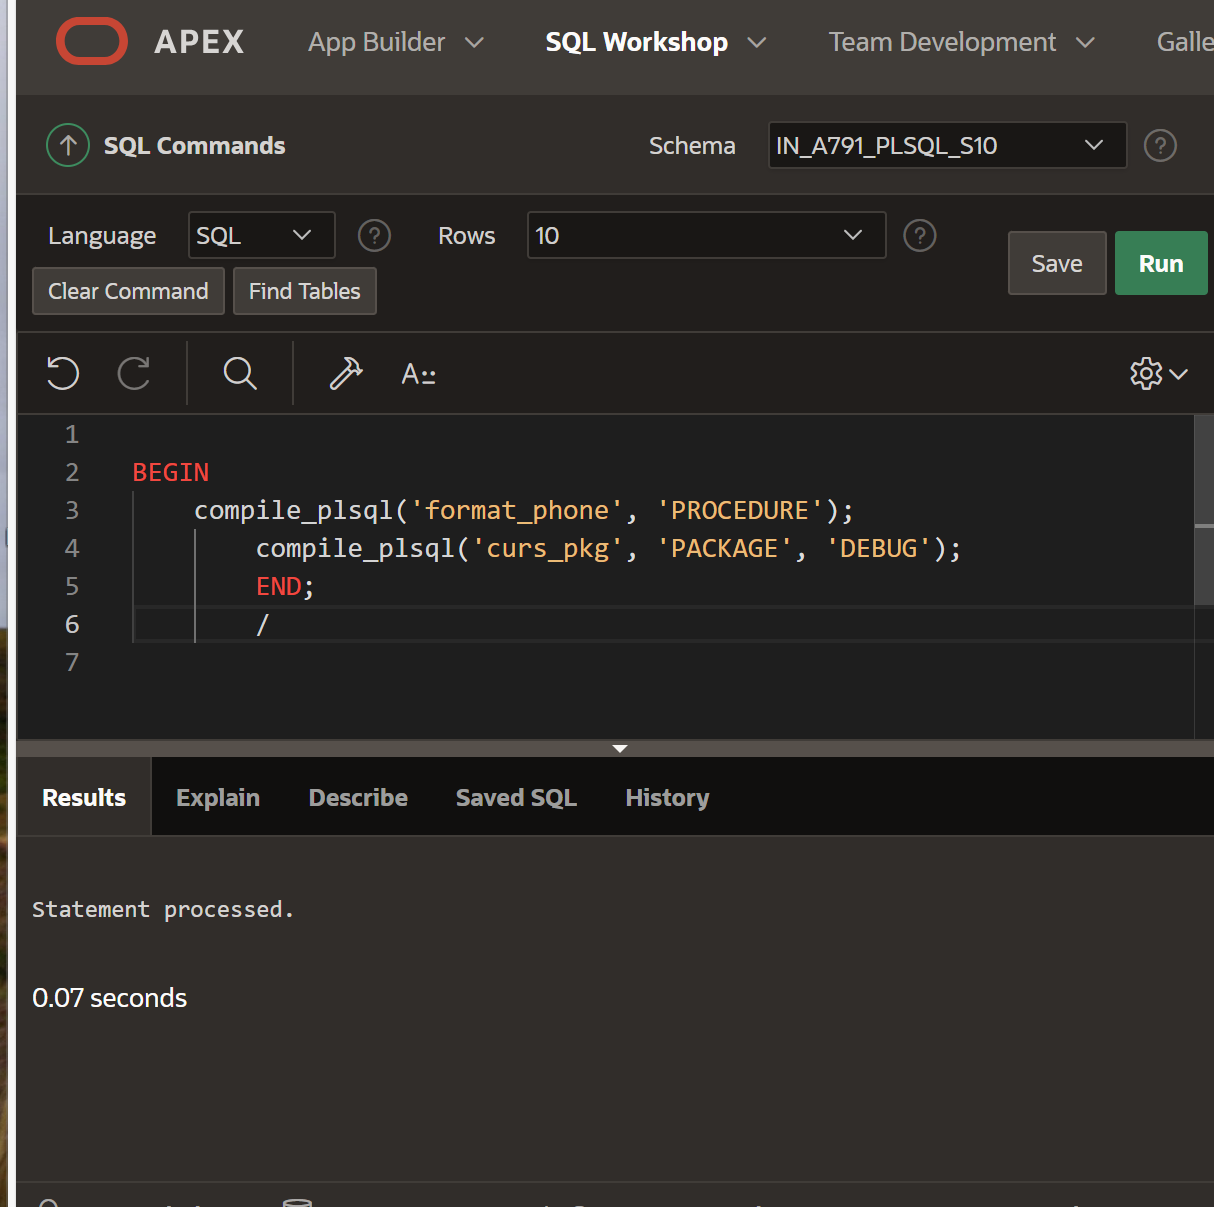 APEX App Builder SQL Workshop Team Development Galle
SQL Commands Schema IN_A791_PLSQL_S10 ?
Language SQL ? Rows 10 ?
Save Run
Clear Command Find Tables
A::
1
2 BEGIN
3 compile_plsql('format_phone', 'PROCEDURE');
4 compile_plsql('curs_pkg', 'PACKAGE', 'DEBUG');
5 END;
6 /
7
Results Explain Describe Saved SQL History
Statement processed.
0.07 seconds